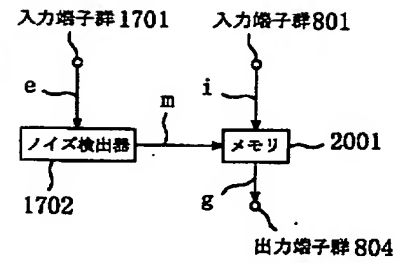 入力端子群1701
入力端子群801
e
m
i
ノイズ検出器
メモリ
2001
1702
g
出力端子群804